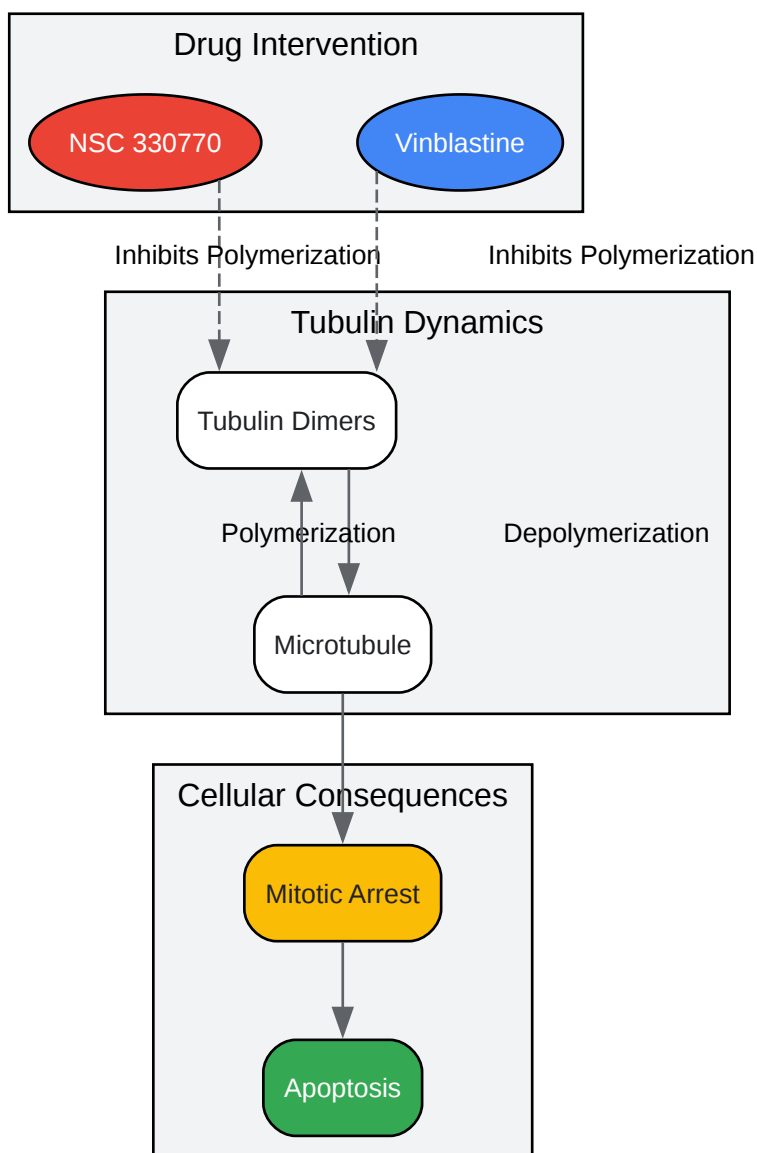 Drug Intervention
NSC 330770
Vinblastine
Inhibits Polymerization
Inhibits Polymerization
Tubulin Dynamics
Tubulin Dimers
Polymerization
Depolymerization
Microtubule
Cellular Consequences
Mitotic Arrest
Apoptosis